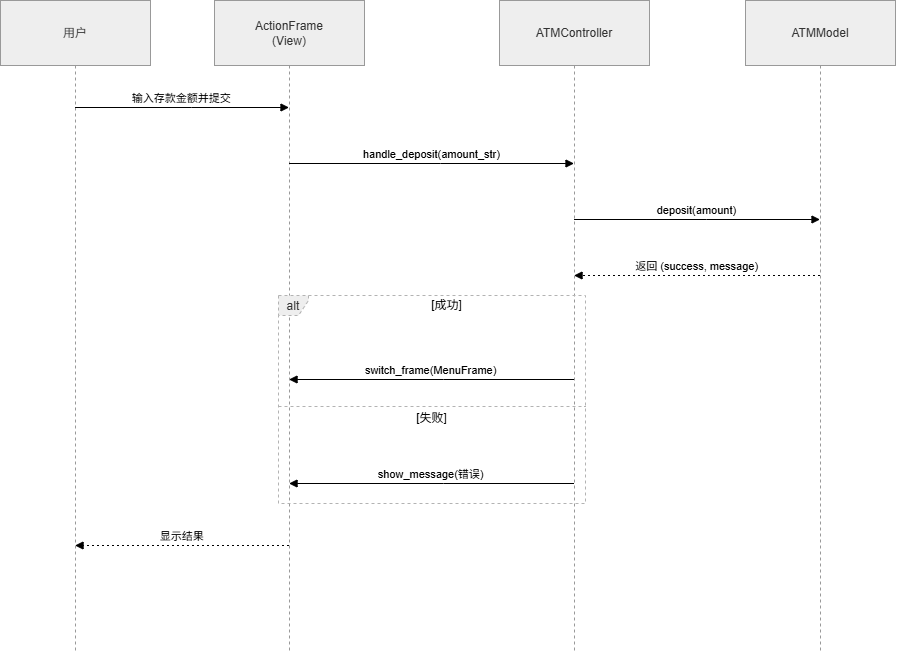 用户
ActionFrame
(View)
ATMController
ATMModel
输入存款金额并提交
handle_deposit(amount_str)
deposit(amount)
返回 (success, message)
alt
[成功]
switch_frame(MenuFrame)
[失败]
show_message(错误)
显示结果